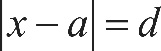 |x − a| = d